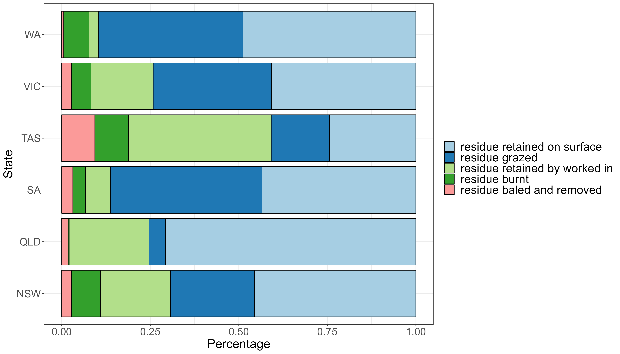 WA
VIC
TAS
SA
QLD
NSW
State
0.00 0.25 0.50 0.75 1.00
Percentage
residue retained on surface
residue grazed
residue retained by worked in
residue burnt
residue baled and removed